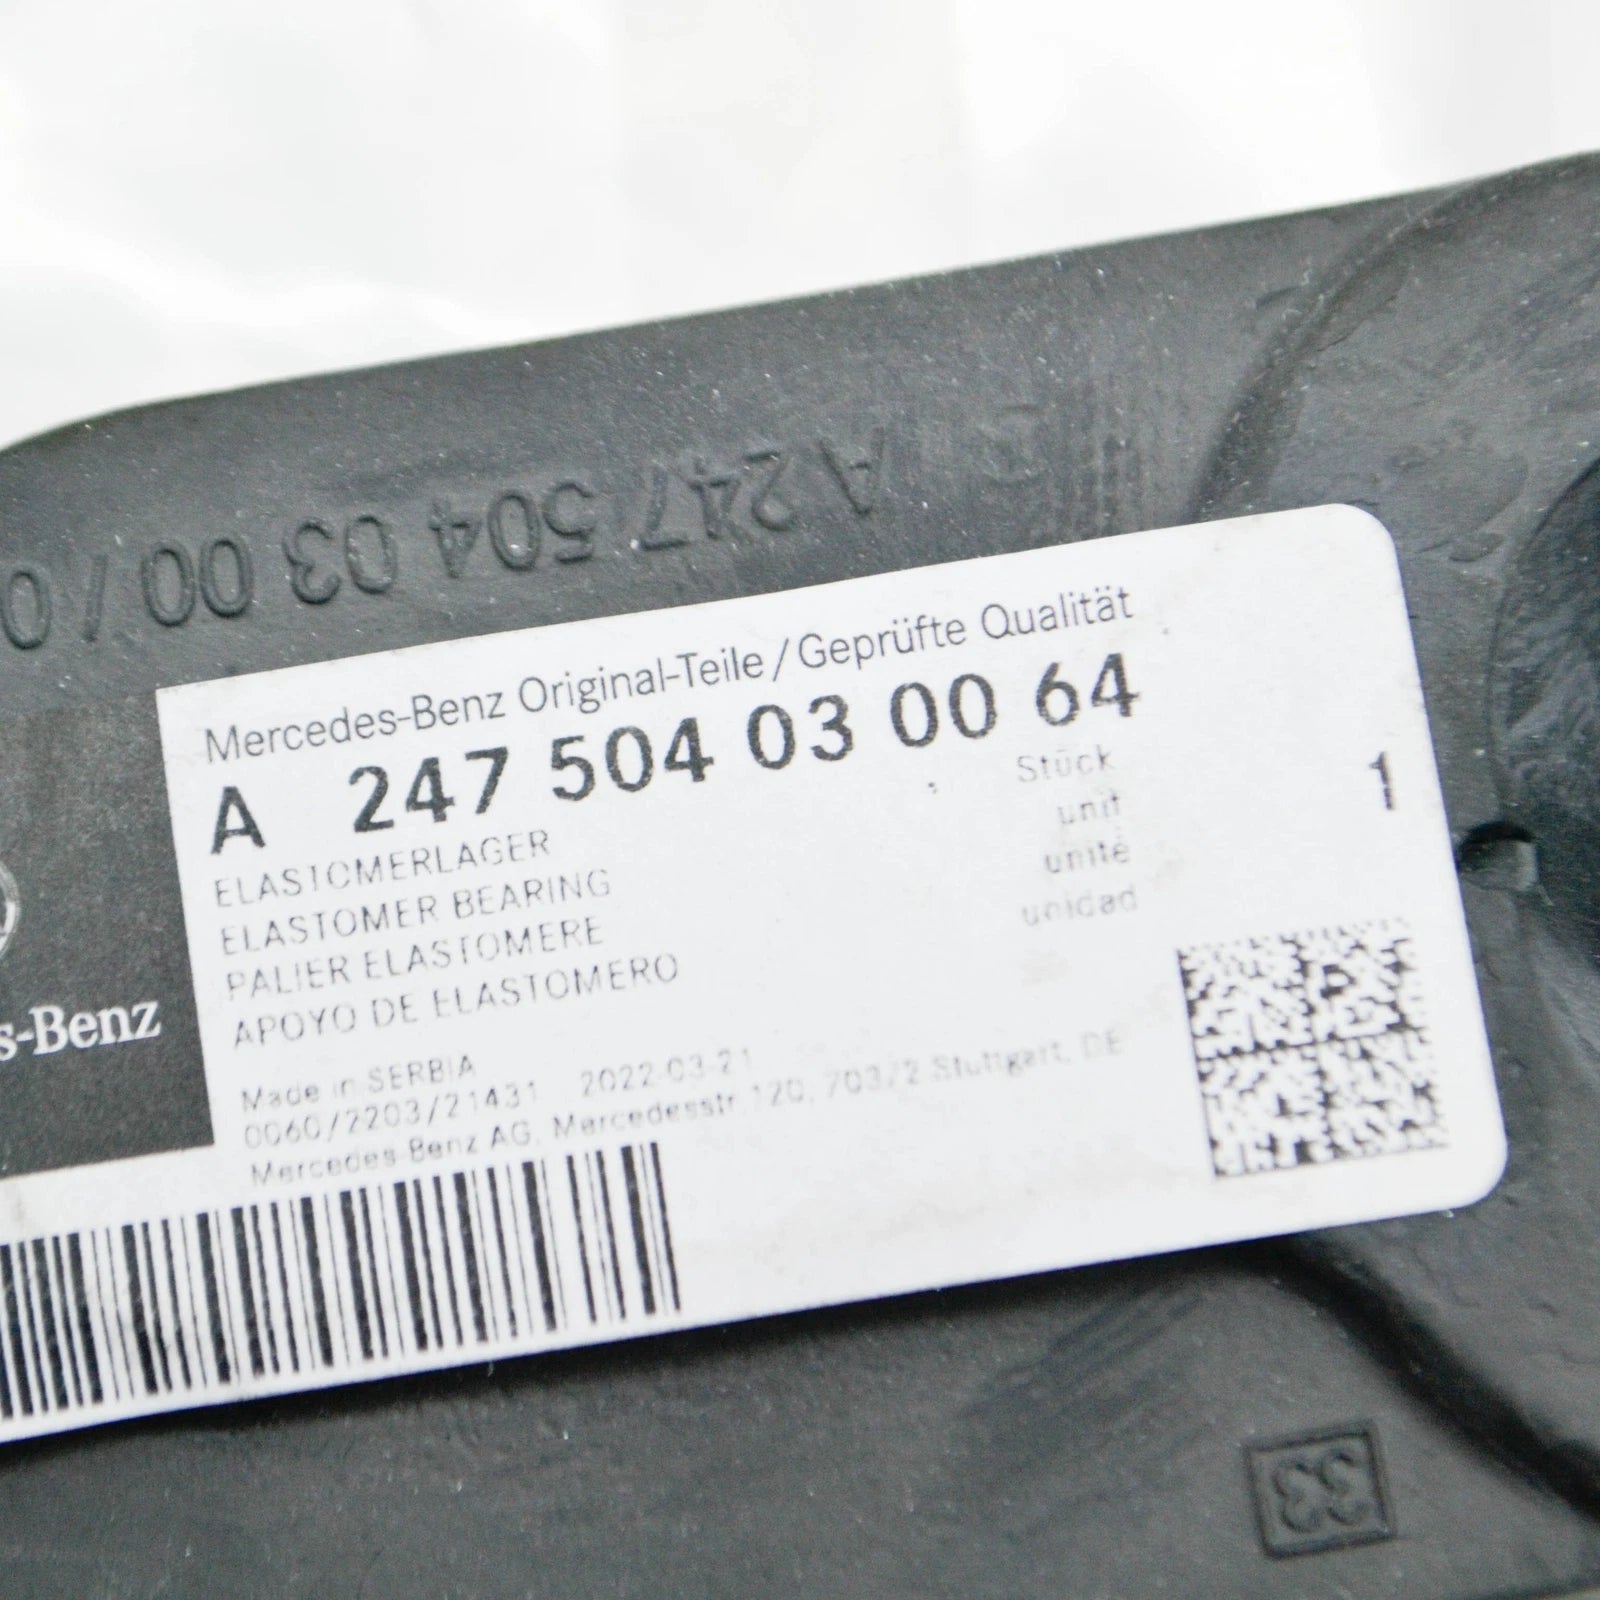 A 247 504 03 00 / 0
Mercedes-Benz Original-Teile / Geprüfte Qualität
A 247 504 03 00 64
ELASTOMERLAGER
ELASTOMER BEARING
PALIER ELASTOMERE
APOYO DE ELASTOMERO
Stück
unit
unité
unidad
1
s-Benz
Made in SERBIA
0060/2203/21431 2022-03-21
Mercedes-Benz AG, Mercedesstr. 120, 70372 Stuttgart, DE
33